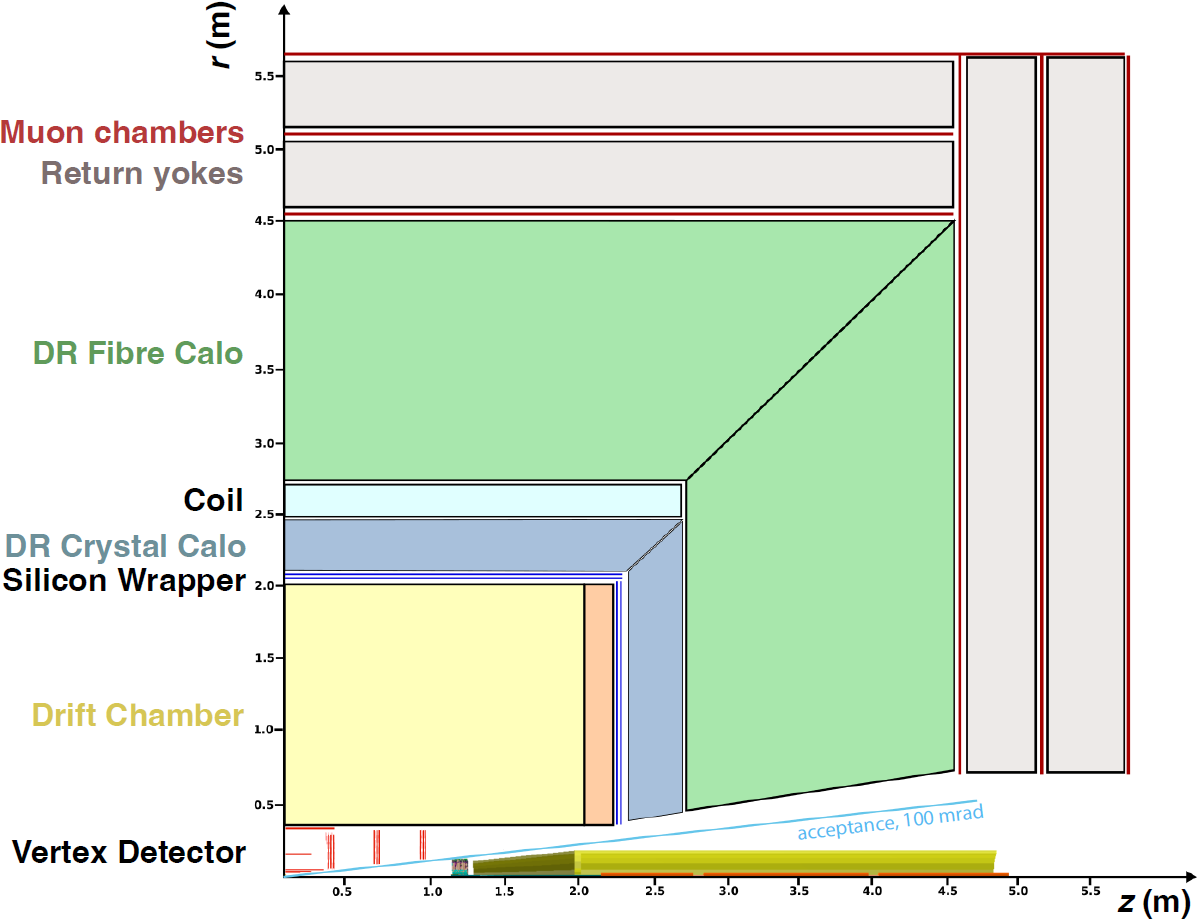 r (m)
5.5
Muon chambers
5.0
Return yokes
4.5
4.0
DR Fibre Calo
3.5
3.0
Coil
2.5
DR Crystal Calo
Silicon Wrapper
2.0
1.5
Drift Chamber
1.0
0.5
acceptance, 100 mrad
Vertex Detector
0.5 1.0 1.5 2.0 2.5 3.0 3.5 4.0 4.5 5.0 5.5
z (m)